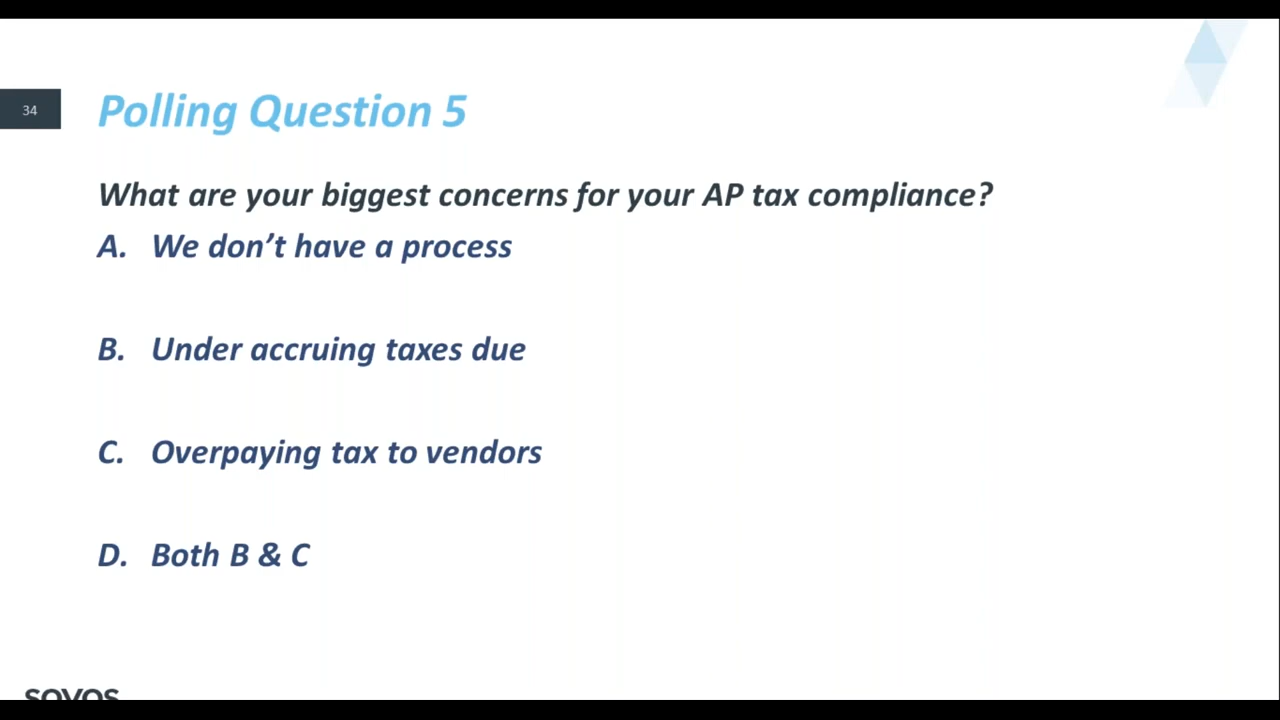 34
Polling Question 5
What are your biggest concerns for your AP tax compliance?
A. We don’t have a process
B. Under accruing taxes due
C. Overpaying tax to vendors
D. Both B & C
sovos